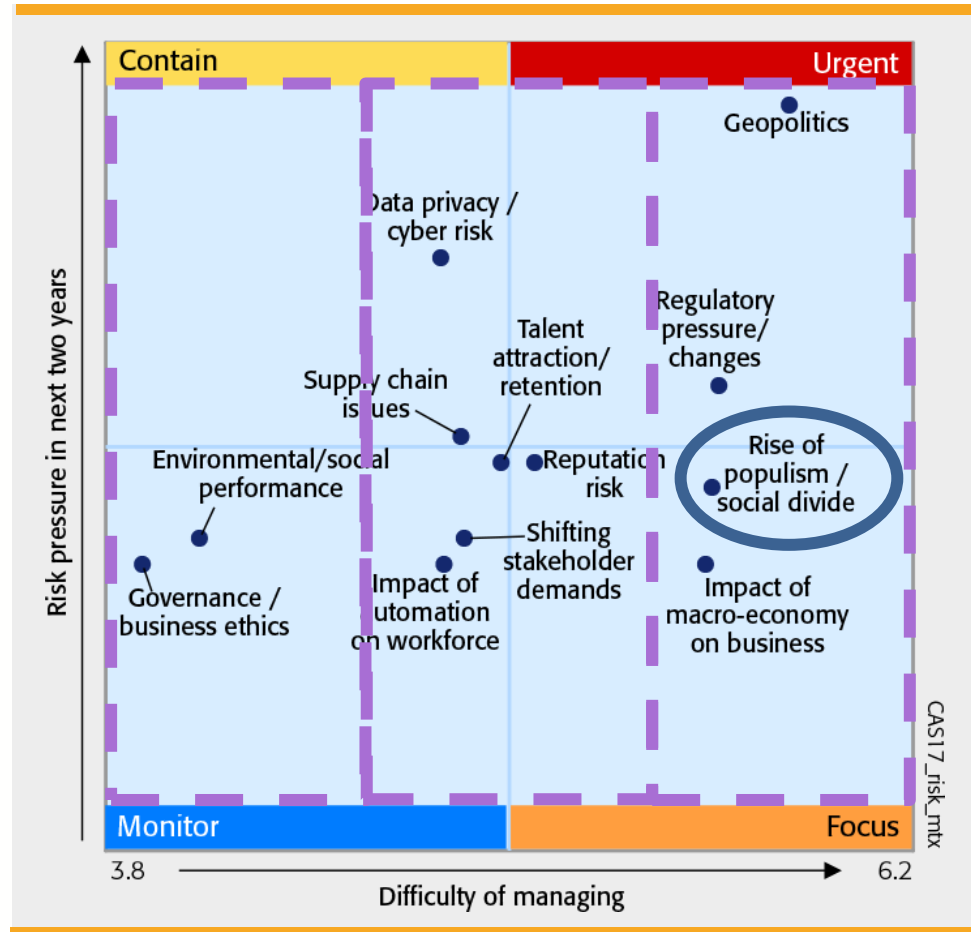 Contain
Urgent
Geopolitics
Data privacy /
cyber risk
Regulatory
pressure/
changes
Talent
attraction/
retention
Supply chain
issues
Rise of
populism /
social divide
Environmental/social
performance
Reputation
risk
Shifting
stakeholder
demands
Governance /
business ethics
Impact of
automation
on workforce
Impact of
macro-economy
on business
Monitor
Focus
3.8
6.2
Difficulty of managing
Risk pressure in next two years
CAS17_risk_mtx